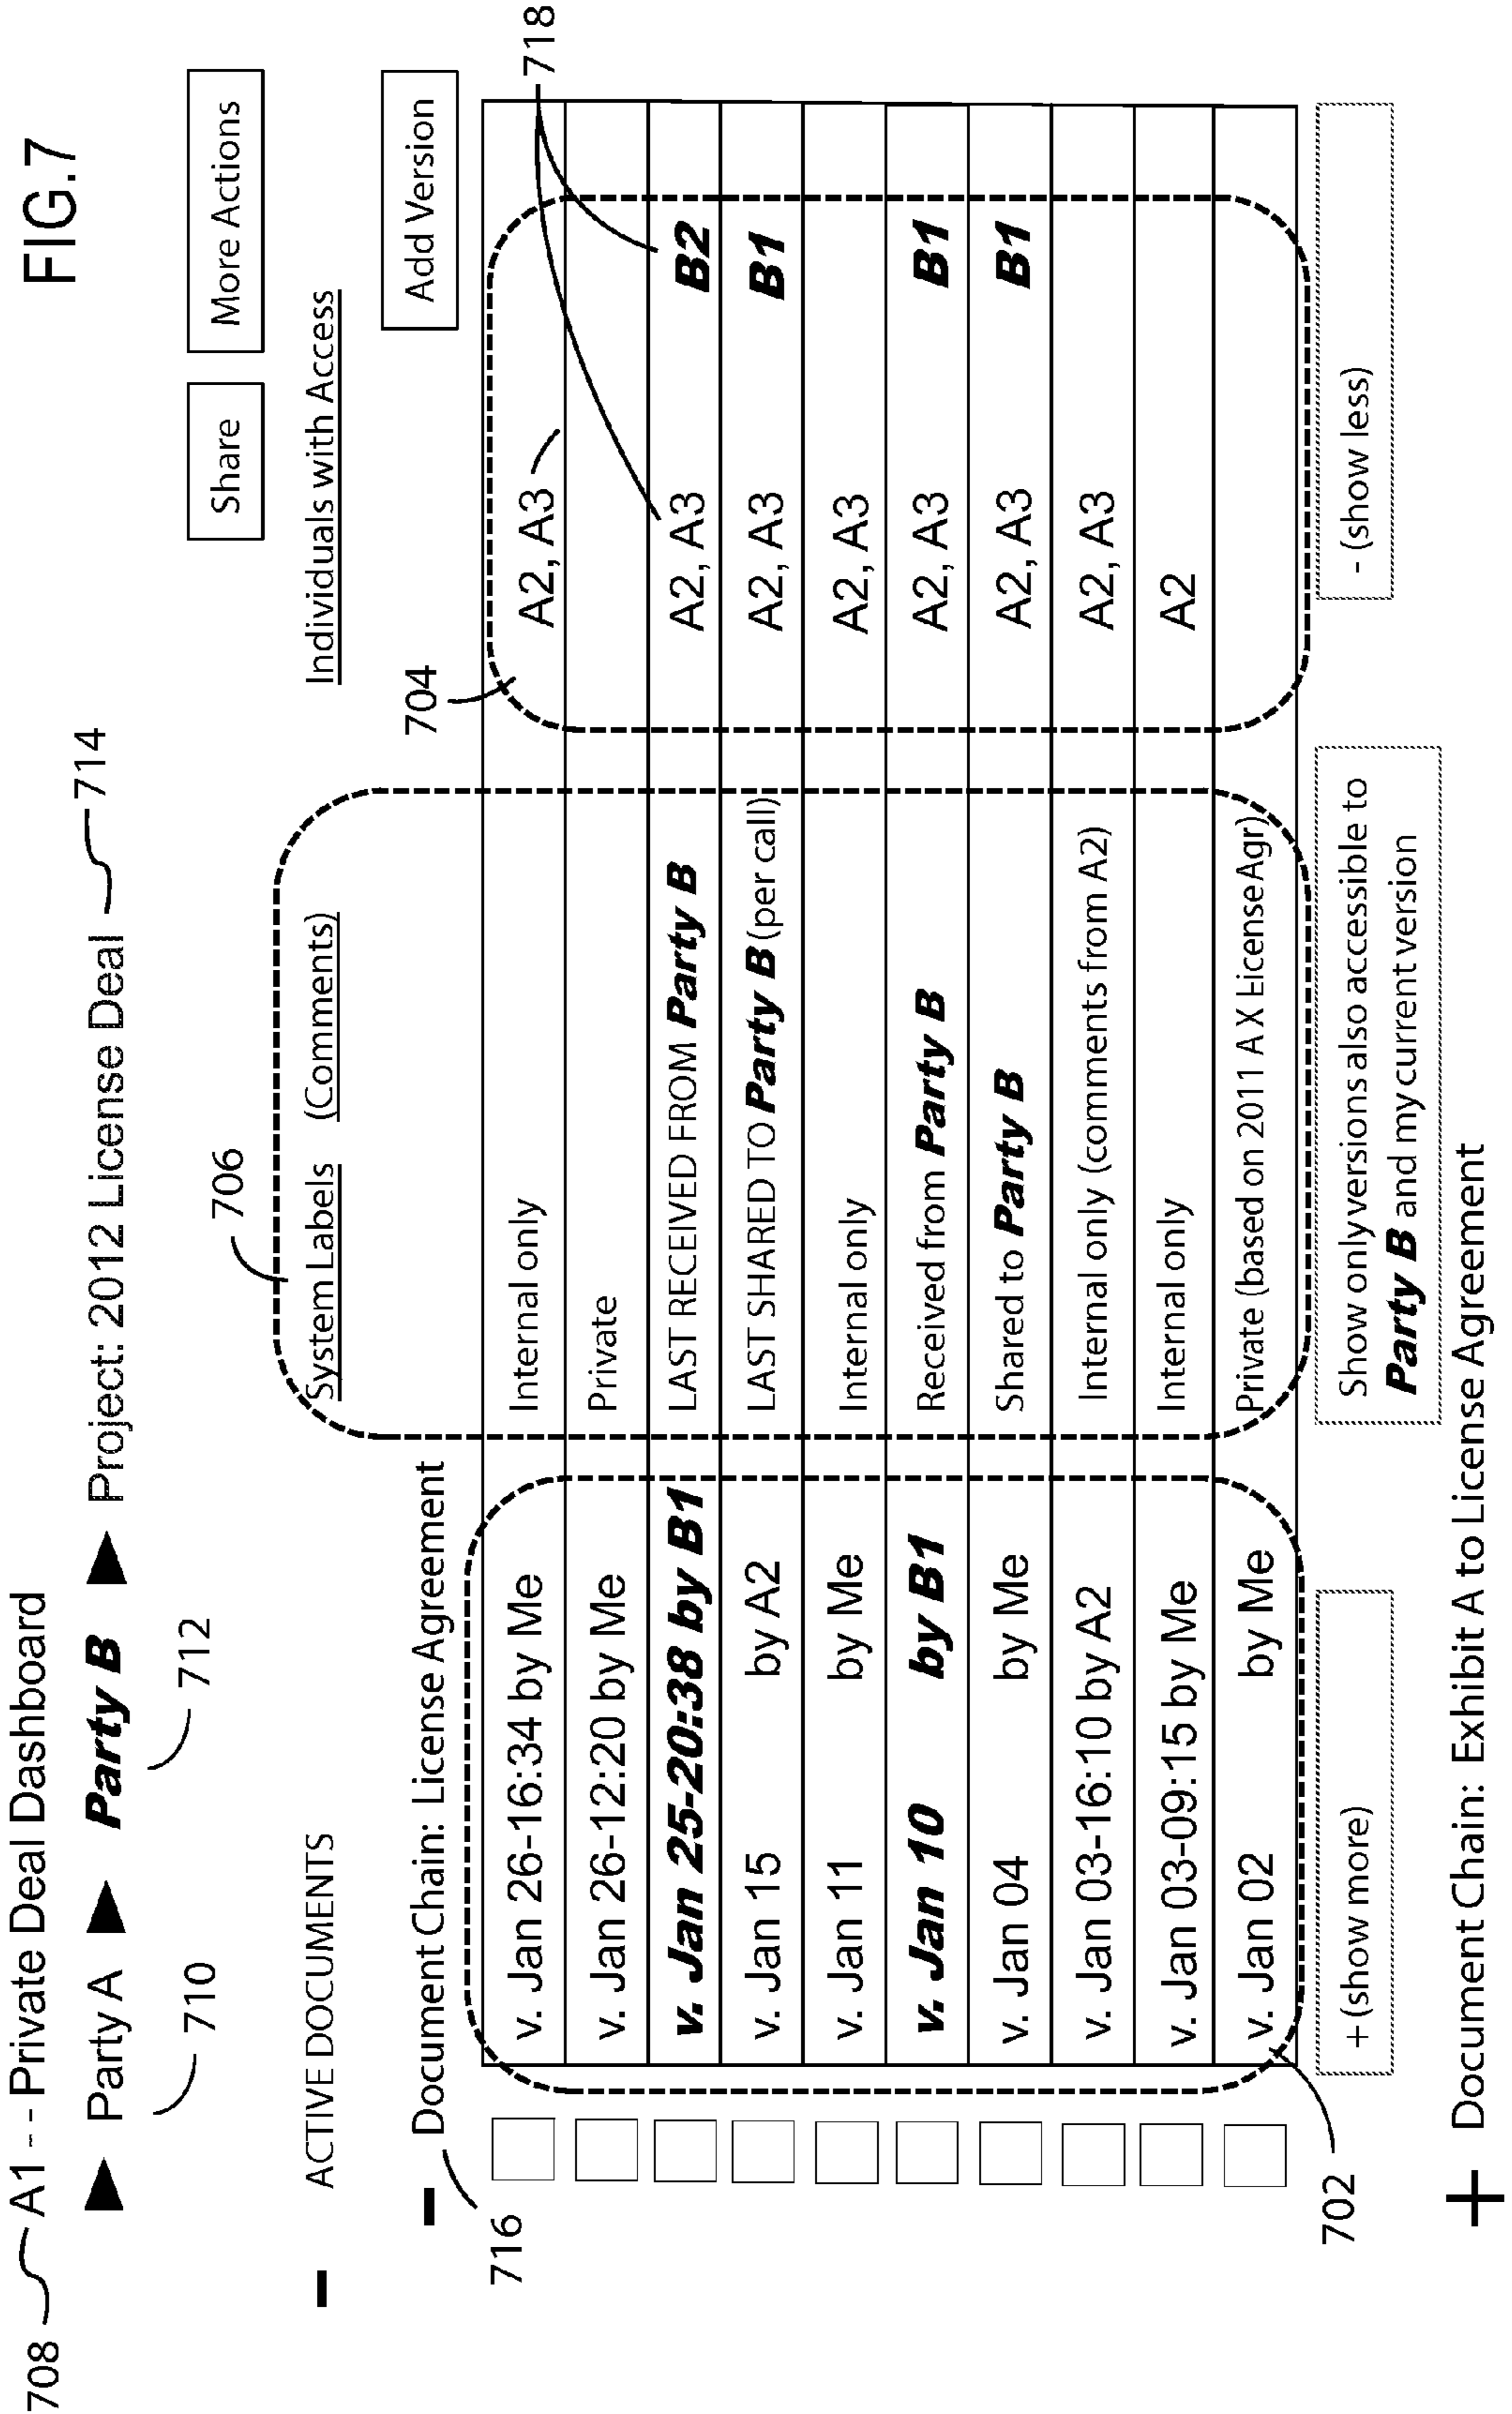 FIG.7
708
A1 -- Private Deal Dashboard
▶ Party A ▶ Party B ▶ Project: 2012 License Deal
714
710
712
706
Share
More Actions
ACTIVE DOCUMENTS
System Labels (Comments)
Individuals with Access
716
Document Chain: License Agreement
704
Add Version
718
v. Jan 26-16:34 by Me Internal only A2, A3
v. Jan 26-12:20 by Me Private
v. Jan 25-20:38 by B1 LAST RECEIVED FROM Party B A2, A3 B2
v. Jan 15 by A2 LAST SHARED TO Party B (per call) A2, A3 B1
v. Jan 11 by Me Internal only A2, A3
v. Jan 10 by B1 Received from Party B A2, A3 B1
v. Jan 04 by Me Shared to Party B A2, A3 B1
v. Jan 03-16:10 by A2 Internal only (comments from A2) A2, A3
v. Jan 03-09:15 by Me Internal only A2
v. Jan 02 by Me Private (based on 2011 A X License Agr)
702
+ (show more)
Show only versions also accessible to
Party B and my current version
- (show less)
+ Document Chain: Exhibit A to License Agreement